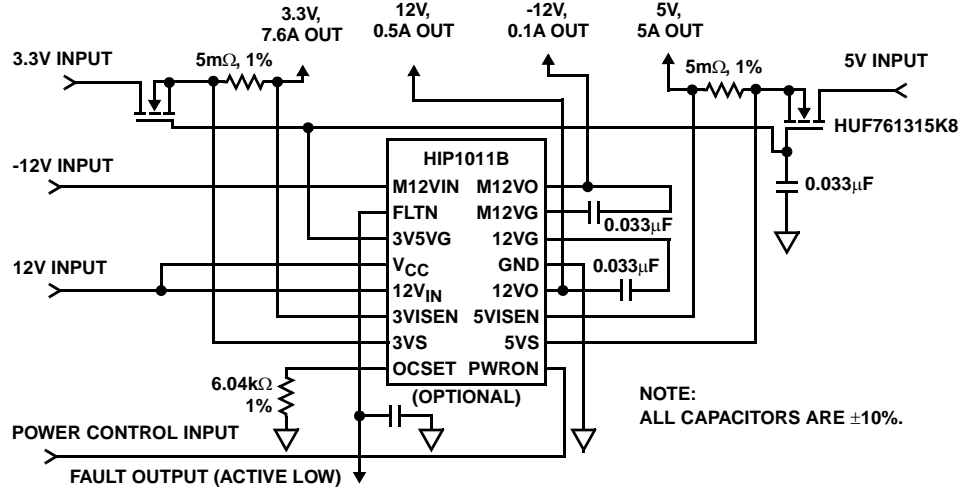 3.3V,
7.6A OUT
12V,
0.5A OUT
-12V,
0.1A OUT
5V,
5A OUT
3.3V INPUT
5mΩ, 1%
5mΩ, 1%
5V INPUT
HUF761315K8
HIP1011B
-12V INPUT
M12VIN
M12VO
0.033μF
FLTN
M12VG
0.033μF
3V5VG
12VG
12V INPUT
VCC
GND
0.033μF
12VIN
12VO
3VISEN
5VISEN
3VS
5VS
OCSET
PWRON
6.04kΩ
1%
(OPTIONAL)
NOTE:
ALL CAPACITORS ARE ±10%.
POWER CONTROL INPUT
FAULT OUTPUT (ACTIVE LOW)